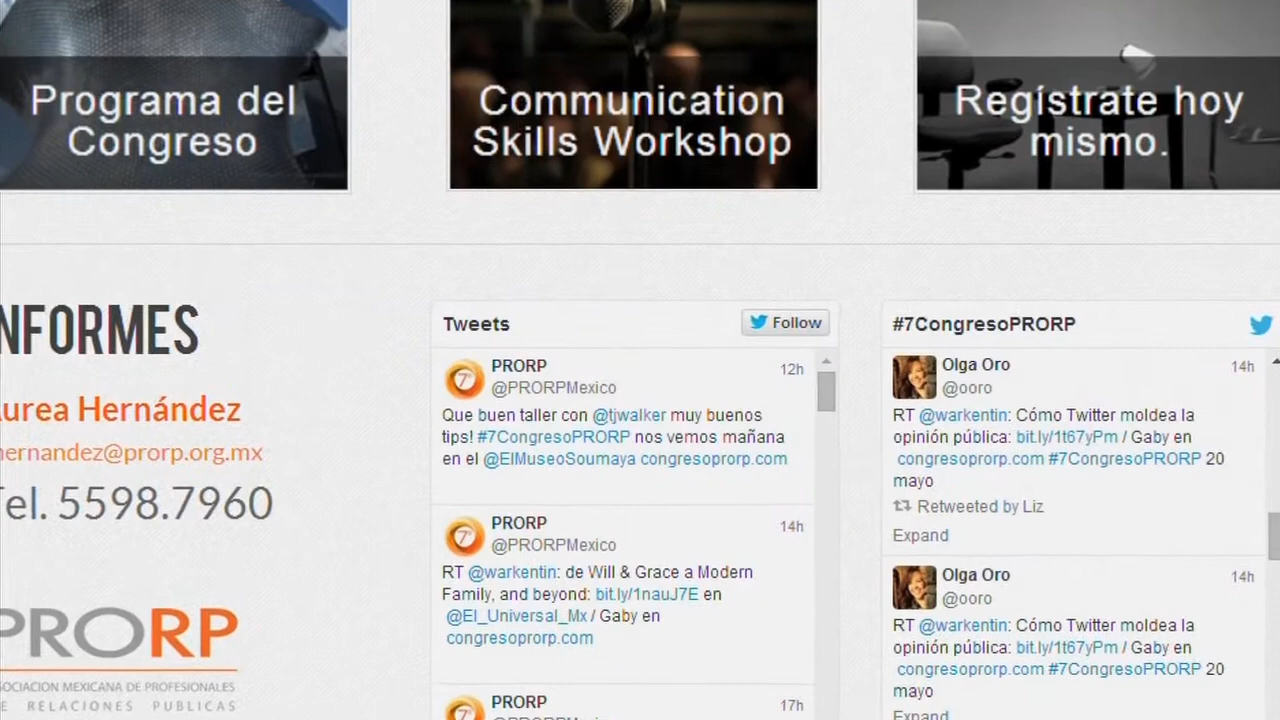 Programa del
Congreso
Communication
Skills Workshop
Regístrate hoy
mismo.
NFORMES
Aurea Hernández
hernandez@prorp.org.mx
Tel. 5598.7960
PRORP
SOCIACION MEXICANA DE PROFESIONALES
E RELACIONES PUBLICAS
Tweets
Follow
PRORP
12h
@PRORPMexico
Que buen taller con @tjwalker muy buenos
tips! #7CongresoPRORP nos vemos mañana
en el @ElMuseoSoumaya congresoprorp.com
PRORP
14h
@PRORPMexico
RT @warkentin: de Will & Grace a Modern
Family, and beyond: bit.ly/1nauJ7E en
@El_Universal_Mx / Gaby en
congresoprorp.com
PRORP
17h
@PRORPMexico
#7CongresoPRORP
Olga Oro
14h
@ooro
RT @warkentin: Cómo Twitter moldea la
opinión pública: bit.ly/1t67yPm / Gaby en
congresoprorp.com #7CongresoPRORP 20
mayo
Retweeted by Liz
Expand
Olga Oro
14h
@ooro
RT @warkentin: Cómo Twitter moldea la
opinión pública: bit.ly/1t67yPm / Gaby en
congresoprorp.com #7CongresoPRORP 20
mayo
Expand